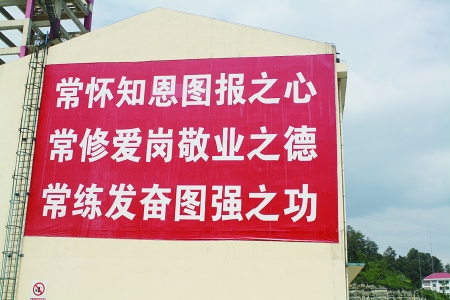 常怀知恩图报之心
常修爱岗敬业之德
常练发奋图强之功